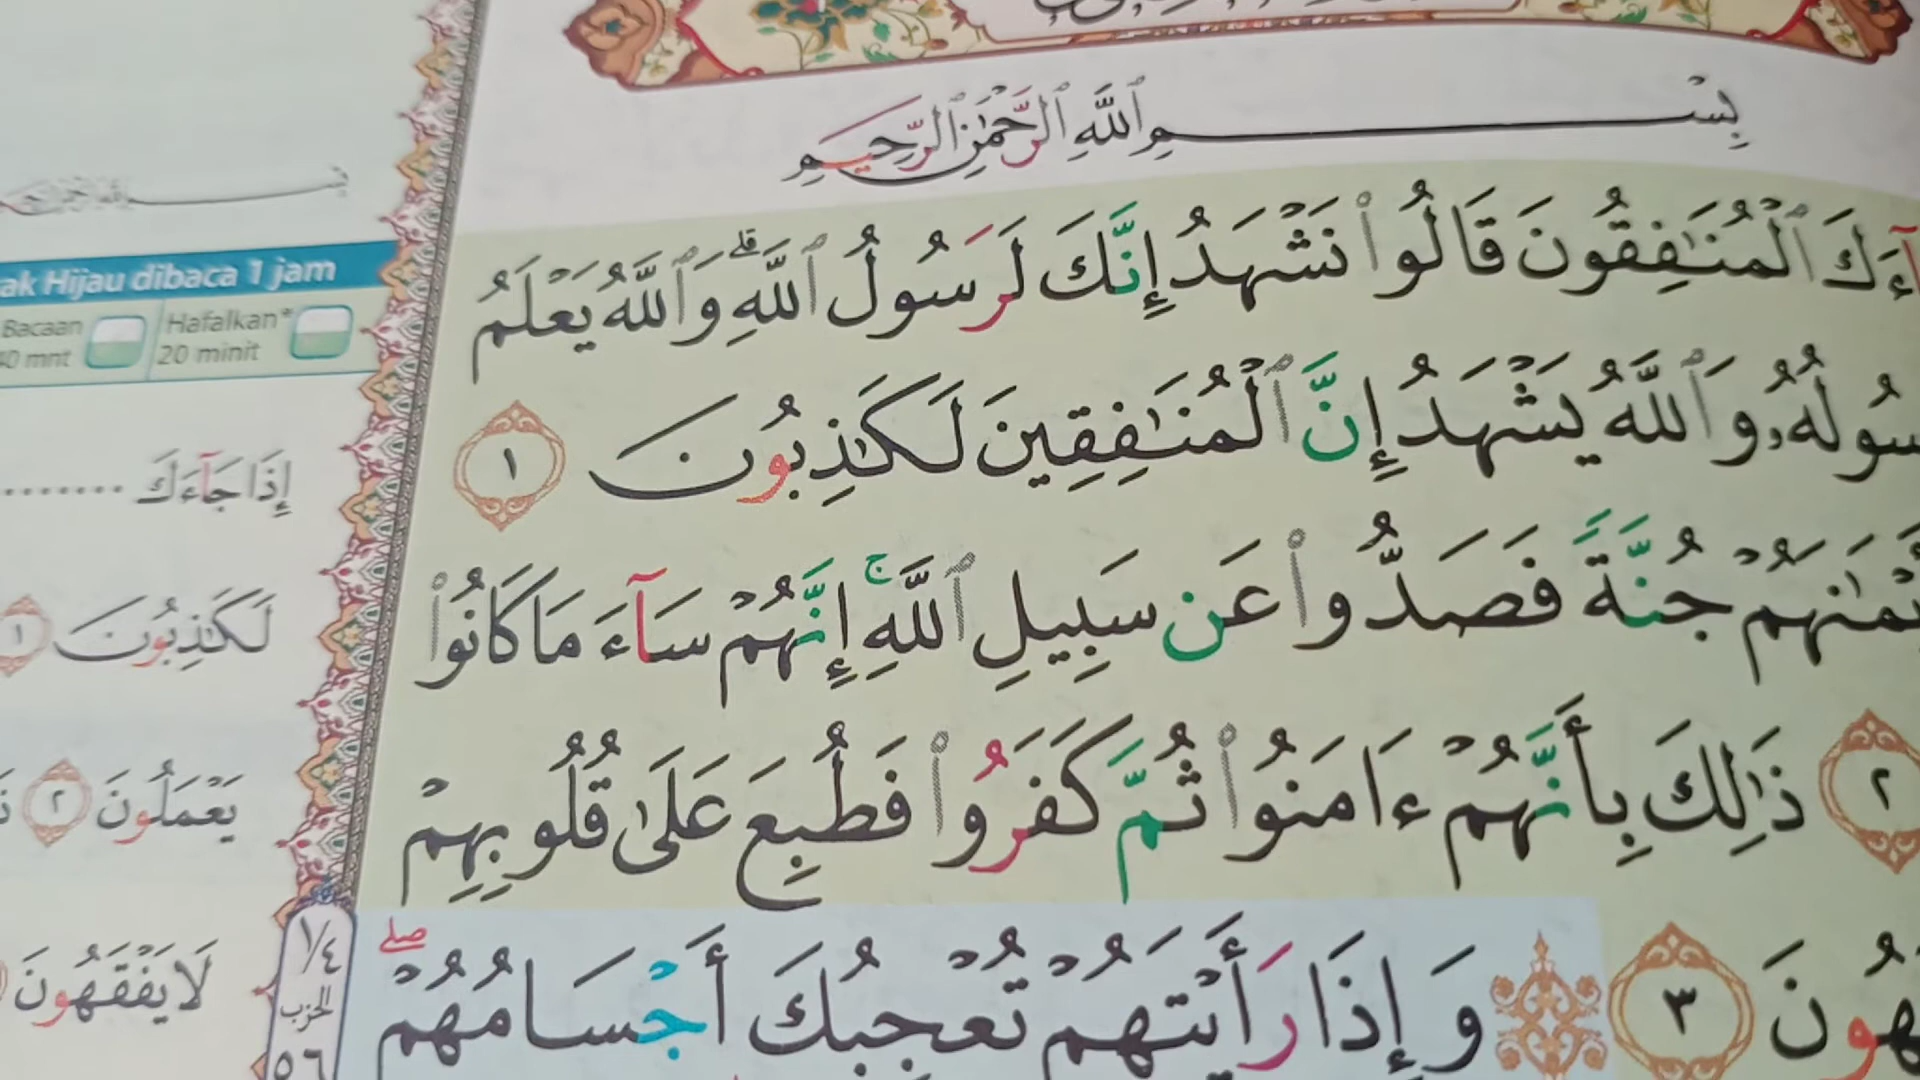 بِسْمِ ٱللَّهِ ٱلرَّحْمَٰنِ ٱلرَّحِيمِ
ٱلْمُنَٰفِقُونَ قَالُوا۟ نَشْهَدُ إِنَّكَ لَرَسُولُ ٱللَّهِ ۗ وَٱللَّهُ يَعْلَمُ
وَٱللَّهُ يَشْهَدُ إِنَّ ٱلْمُنَٰفِقِينَ لَكَٰذِبُونَ ١
جُنَّةً فَصَدُّوا۟ عَن سَبِيلِ ٱللَّهِ ۚ إِنَّهُمْ سَآءَ مَا كَانُوا۟
٢ ذَٰلِكَ بِأَنَّهُمْ ءَامَنُوا۟ ثُمَّ كَفَرُوا۟ فَطُبِعَ عَلَىٰ قُلُوبِهِمْ
٣ وَإِذَا رَأَيْتَهُمْ تُعْجِبُكَ أَجْسَامُهُمْ ۖ
١/٤
الحزب
٥٦
Hijau dibaca 1 jam
Bacaan
40 mnt
Hafalkan*
20 minit
إِذَا جَآءَكَ ........
لَكَٰذِبُونَ ١
يَعْمَلُونَ ٢
لَا يَفْقَهُونَ